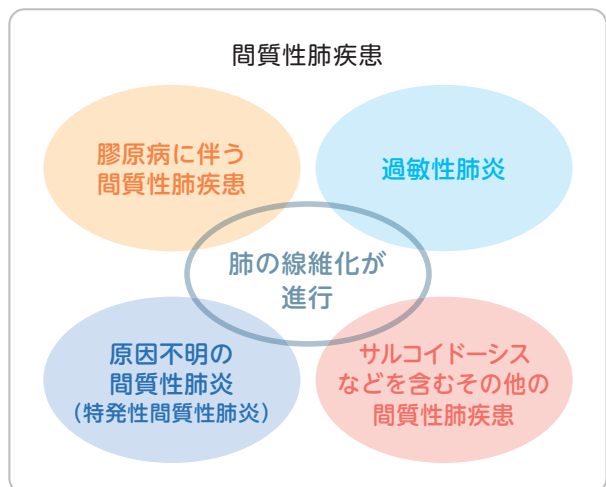 間質性肺疾患
膠原病に伴う
間質性肺疾患
過敏性肺炎
肺の線維化が
進行
原因不明の
間質性肺炎
（特発性間質性肺炎）
サルコイドーシス
などを含むその他の
間質性肺疾患